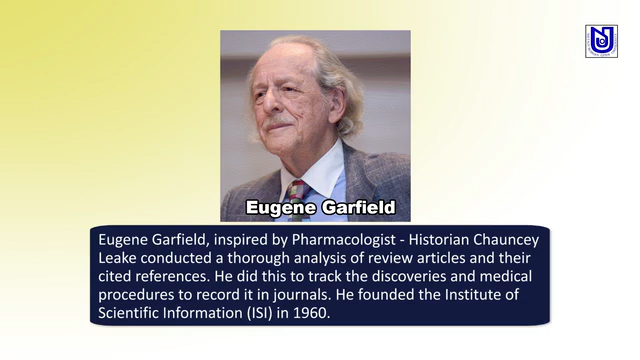 Eugene Garfield
Eugene Garfield, inspired by Pharmacologist - Historian Chauncey
Leake conducted a thorough analysis of review articles and their
cited references. He did this to track the discoveries and medical
procedures to record it in journals. He founded the Institute of
Scientific Information (ISI) in 1960.